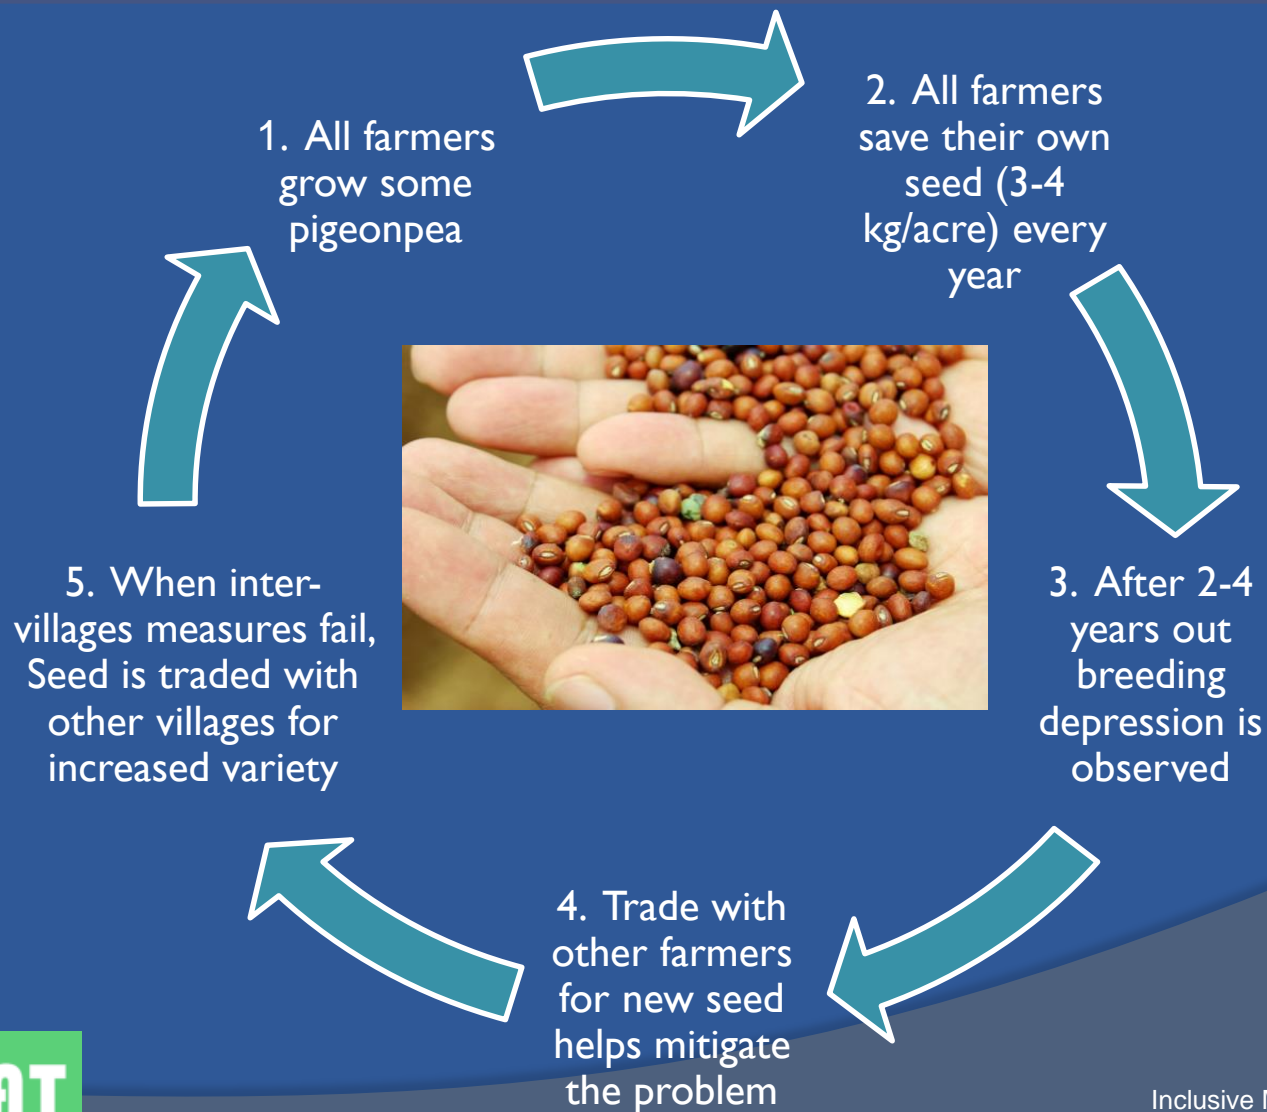 1. All farmers
grow some
pigeonpea
2. All farmers
save their own
seed (3-4
kg/acre) every
year
3. After 2-4
years out
breeding
depression is
observed
4. Trade with
other farmers
for new seed
helps mitigate
the problem
5. When inter-
villages measures fail,
Seed is traded with
other villages for
increased variety
Inclusive